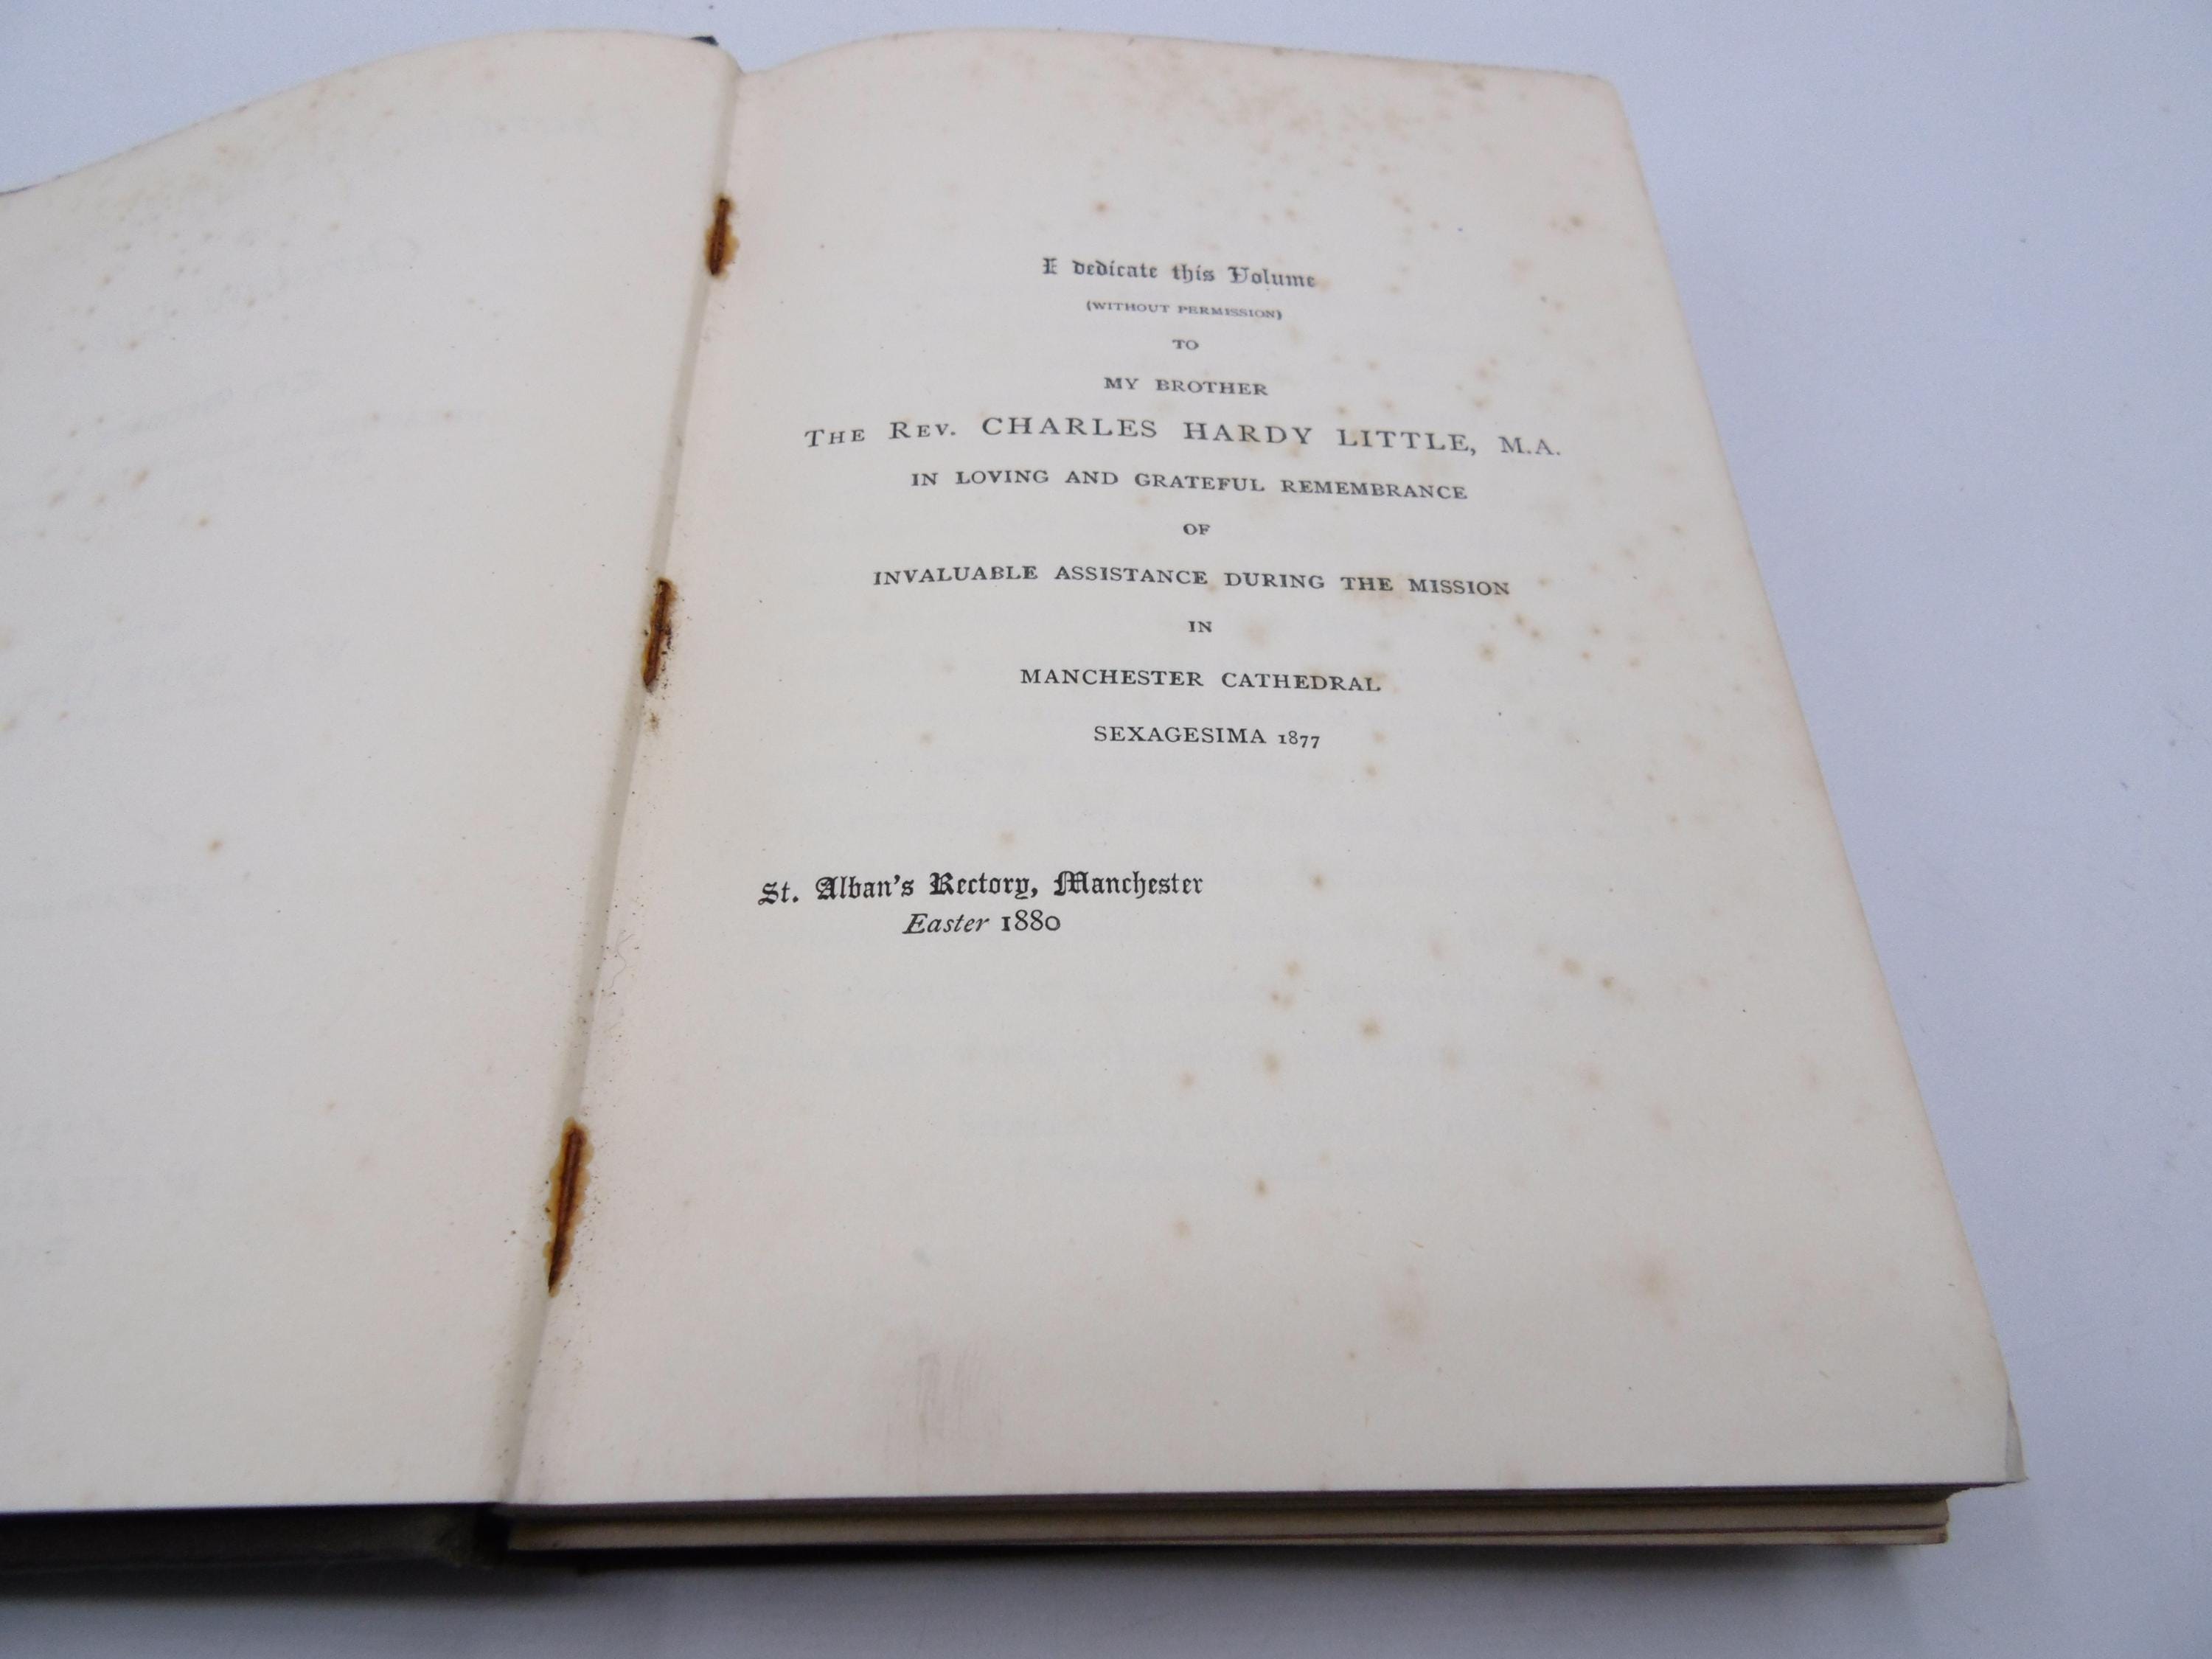 I dedicate this Volume
(WITHOUT PERMISSION)
TO
MY BROTHER
THE REV. CHARLES HARDY LITTLE, M.A.
IN LOVING AND GRATEFUL REMEMBRANCE
OF
INVALUABLE ASSISTANCE DURING THE MISSION
IN
MANCHESTER CATHEDRAL
SEXAGESIMA 1877
St. Alban's Rectory, Manchester
Easter 1880